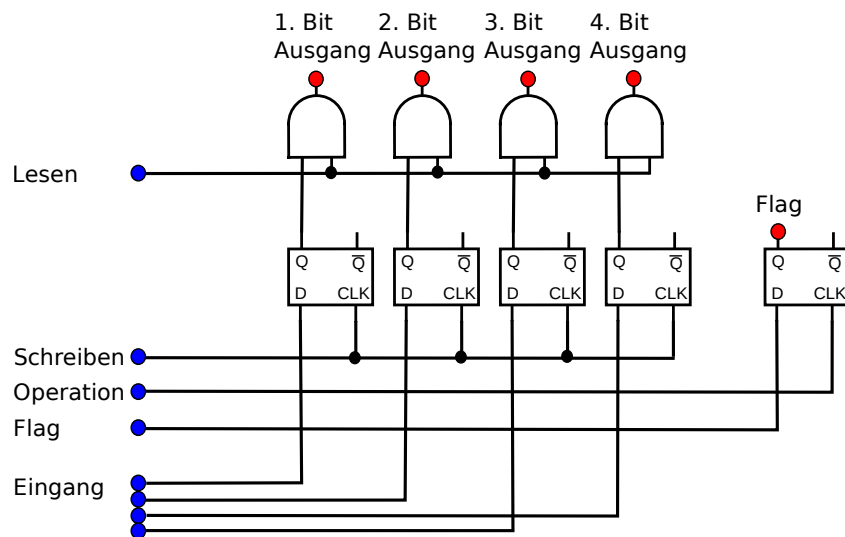 1. Bit Ausgang
2. Bit Ausgang
3. Bit Ausgang
4. Bit Ausgang
Lesen
Flag
Q Q̅
D CLK
Q Q̅
D CLK
Q Q̅
D CLK
Q Q̅
D CLK
Q Q̅
D CLK
Schreiben
Operation
Flag
Eingang